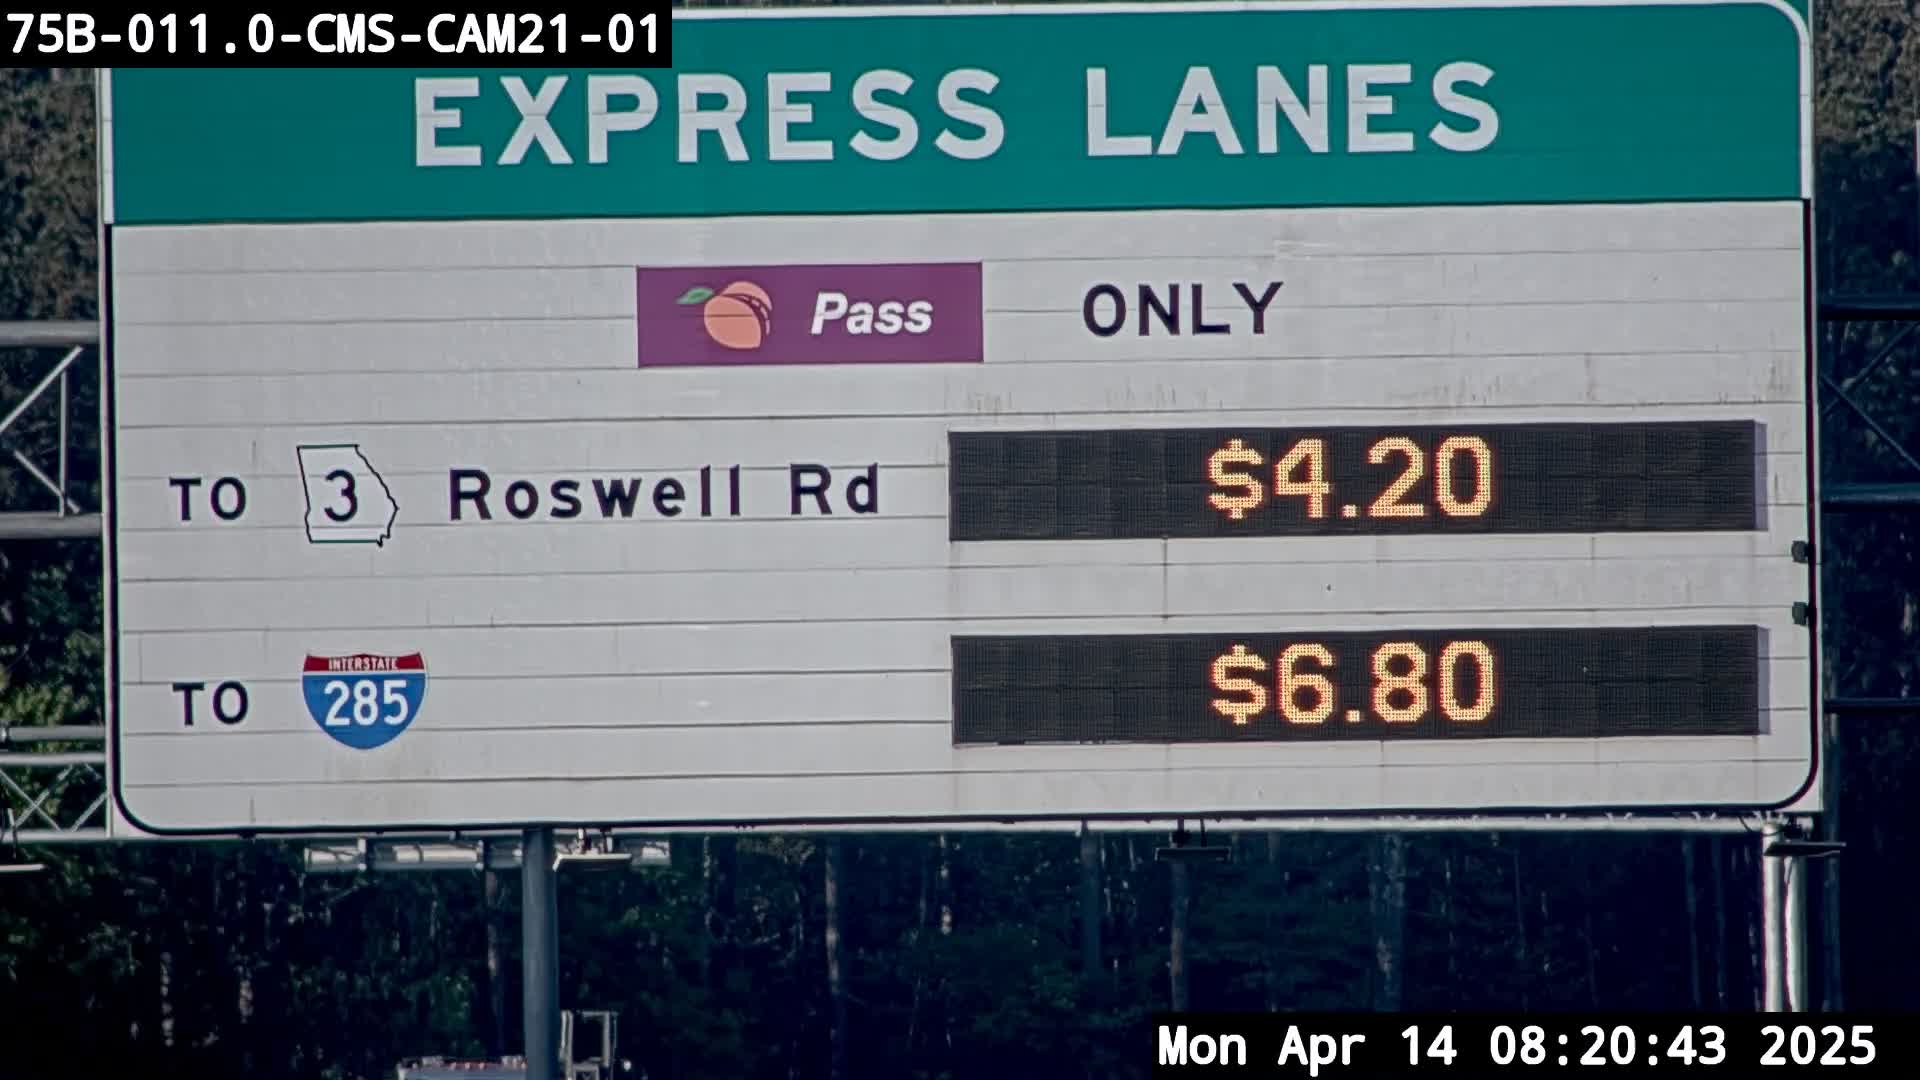 75B-011.0-CMS-CAM21-01
EXPRESS LANES
Pass ONLY
TO 3 Roswell Rd $4.20
INTERSTATE
TO 285 $6.80
Mon Apr 14 08:20:43 2025